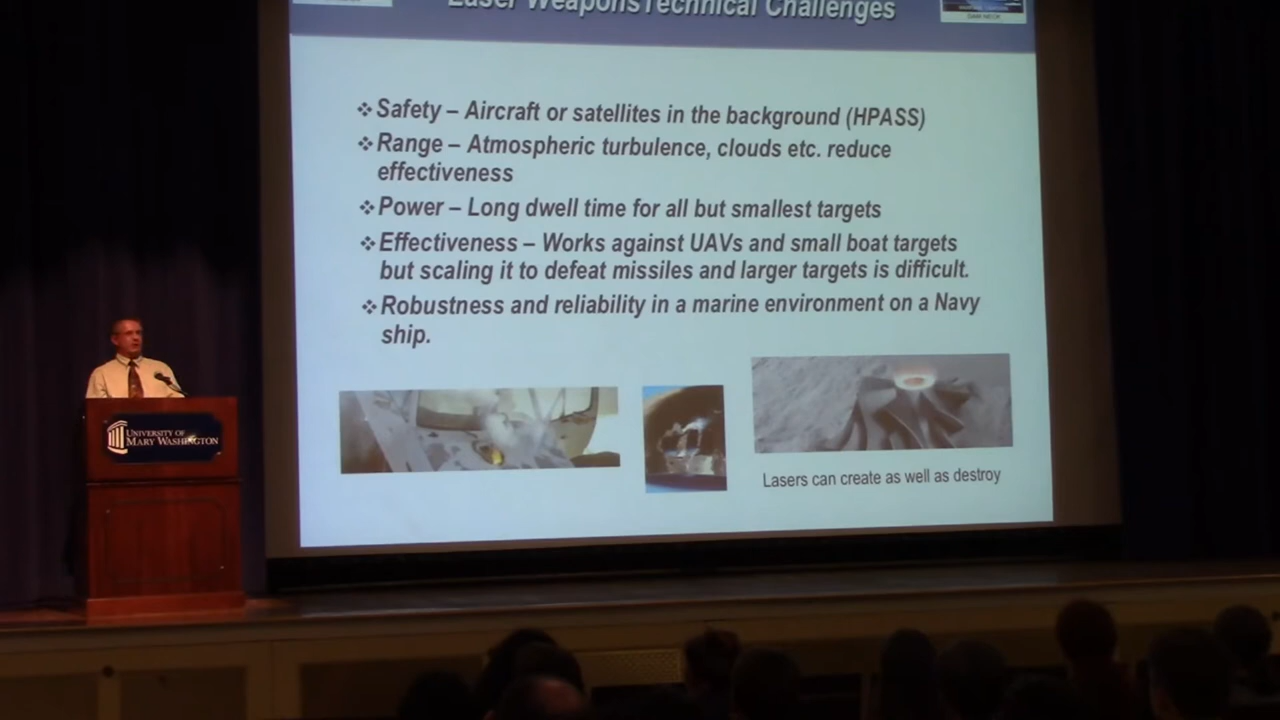 Laser WeaponsTechnical Challenges
DAM NECK
❖ Safety – Aircraft or satellites in the background (HPASS)
❖ Range – Atmospheric turbulence, clouds etc. reduce
effectiveness
❖ Power – Long dwell time for all but smallest targets
❖ Effectiveness – Works against UAVs and small boat targets
but scaling it to defeat missiles and larger targets is difficult.
❖ Robustness and reliability in a marine environment on a Navy
ship.
Lasers can create as well as destroy
UNIVERSITY OF
MARY WASHINGTON